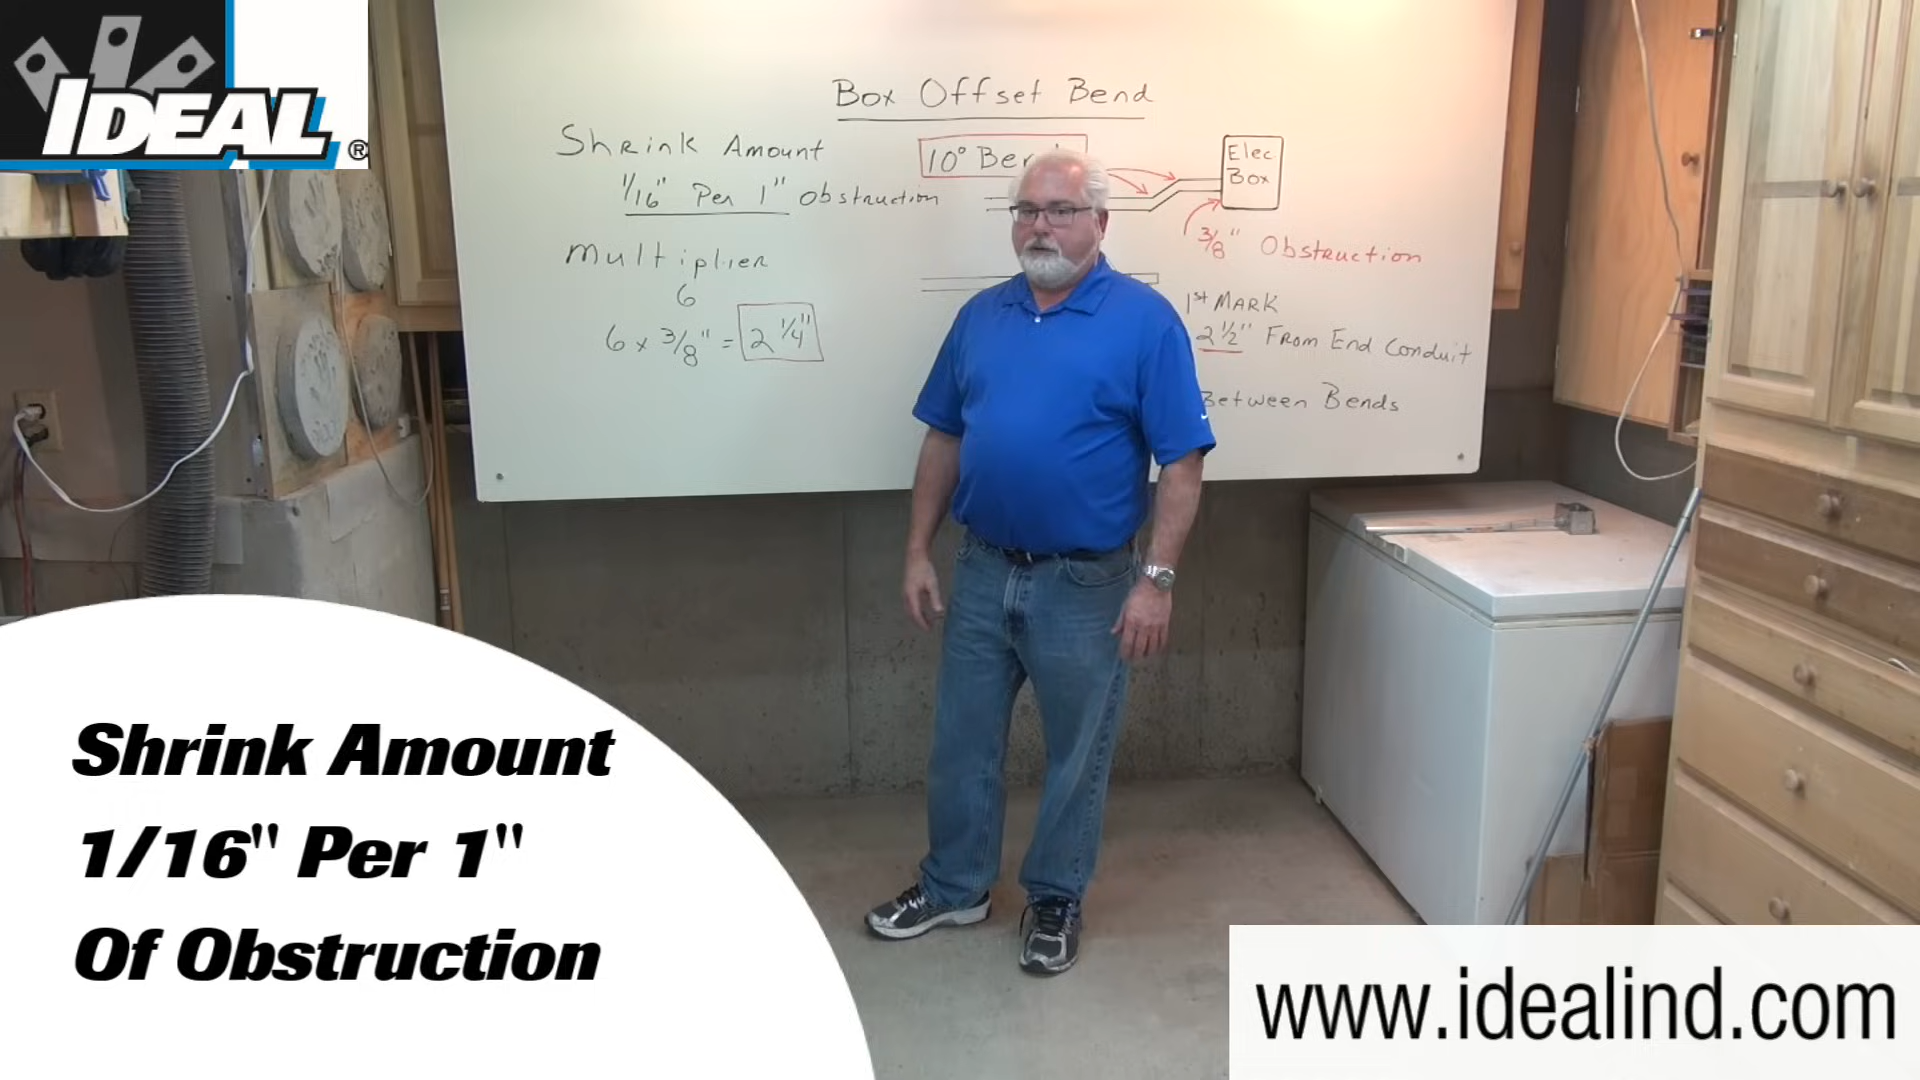 IDEAL®
Box Offset Bend
Shrink Amount
1/16" Per 1" Obstruction
Multiplier
6
6 x 3/8" = 2 1/4"
10° Bend
Elec
Box
3/8" Obstruction
1st Mark
2 1/2" From End Conduit
Between Bends
Shrink Amount
1/16" Per 1"
Of Obstruction
www.idealind.com